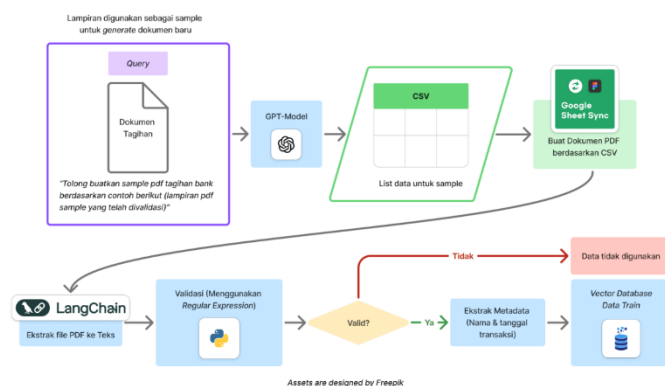 Lampiran digunakan sebagai sample
untuk generate dokumen baru
Query
Dokumen
Tagihan
"Tolong buatkan sample pdf tagihan bank
berdasarkan contoh berikut (lampiran pdf
sample yang telah divalidasi)"
GPT-Model
CSV
List data untuk sample
Google
Sheet Sync
Buat Dokumen PDF
berdasarkan CSV
LangChain
Ekstrak file PDF ke Teks
Validasi (Menggunakan
Regular Expression)
Valid?
Tidak
Data tidak digunakan
Ya
Ekstrak Metadata
(Nama & tanggal
transaksi)
Vector Database
Data Train
Assets are designed by Freepik